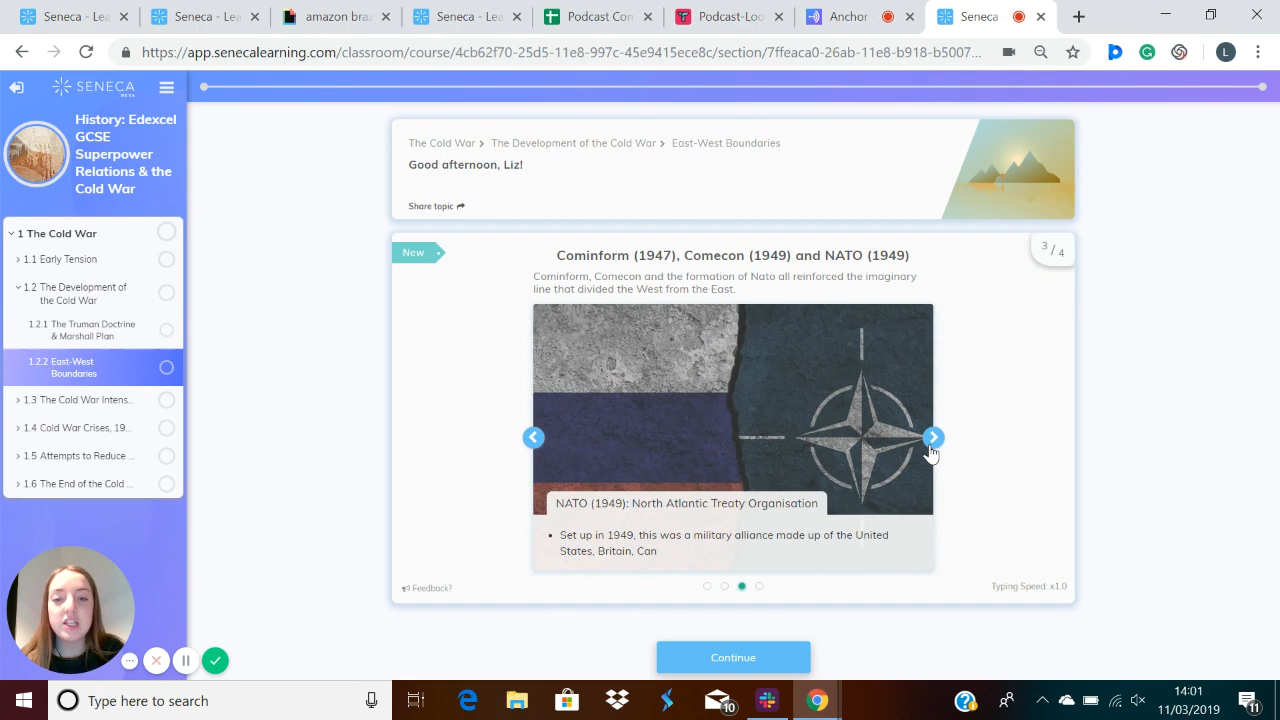 Seneca - Lea
Seneca - Lea
amazon braz
Seneca - Lea
Podcast Con
Podcast-Loo
Anchor
Seneca
https://app.senecalearning.com/classroom/course/4cb62f70-25d5-11e8-997c-45e9415ece8c/section/7ffeaca0-26ab-11e8-b918-b5007...
L
SENECA
BETA
History: Edexcel
GCSE
Superpower
Relations & the
Cold War
1 The Cold War
1.1 Early Tension
1.2 The Development of
the Cold War
1.2.1 The Truman Doctrine
& Marshall Plan
1.2.2 East-West
Boundaries
1.3 The Cold War Intens...
1.4 Cold War Crises, 19...
1.5 Attempts to Reduce ...
1.6 The End of the Cold ...
The Cold War > The Development of the Cold War > East-West Boundaries
Good afternoon, Liz!
Share topic
New
Cominform (1947), Comecon (1949) and NATO (1949)
3 / 4
Cominform, Comecon and the formation of Nato all reinforced the imaginary
line that divided the West from the East.
NATO (1949): North Atlantic Treaty Organisation
• Set up in 1949, this was a military alliance made up of the United
States, Britain, Can
Feedback?
Typing Speed: x1.0
Continue
Type here to search
10
14:01
11/03/2019
11